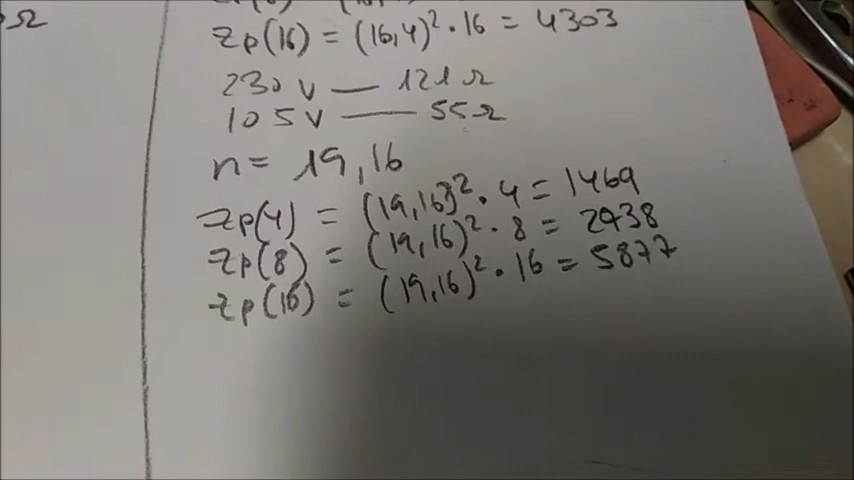 Ω
zp(16) = (16,4)² · 16 = 4303
230 V — 121 Ω
105 V — 55 Ω
n = 19,16
zp(4) = (19,16)² · 4 = 1469
zp(8) = (19,16)² · 8 = 2938
zp(16) = (19,16)² · 16 = 5877